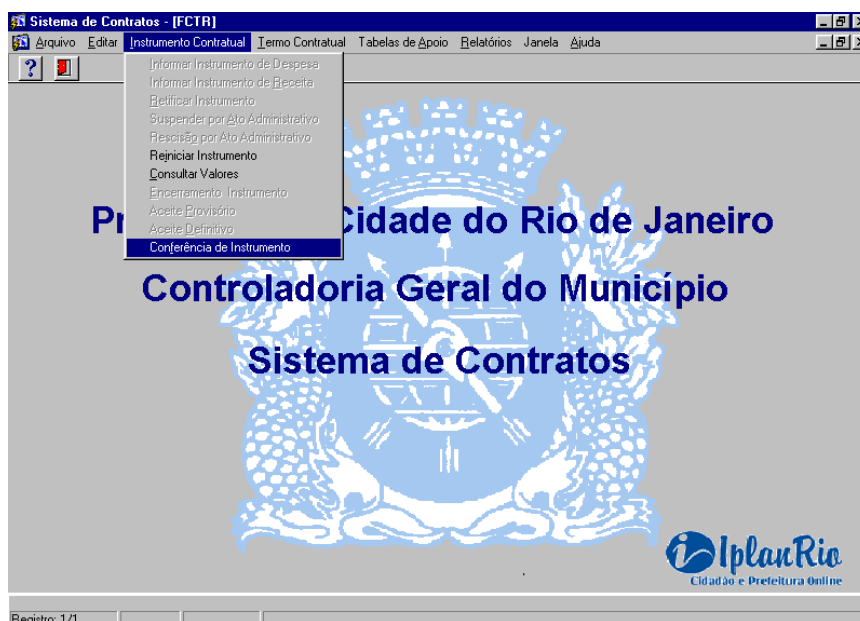 Sistema de Contratos - [FCTR]
Arquivo Editar Instrumento Contratual Termo Contratual Tabelas de Apoio Relatórios Janela Ajuda
?
Informar Instrumento de Despesa
Informar Instrumento de Receita
Retificar Instrumento
Suspender por Ato Administrativo
Rescisão por Ato Administrativo
Reiniciar Instrumento
Consultar Valores
Encerramento Instrumento
Aceite Provisório
Aceite Definitivo
Conferência de Instrumento
Pr Cidade do Rio de Janeiro
Controladoria Geral do Município
Sistema de Contratos
IplanRio
Cidadão e Prefeitura Online
Registro: 1/1